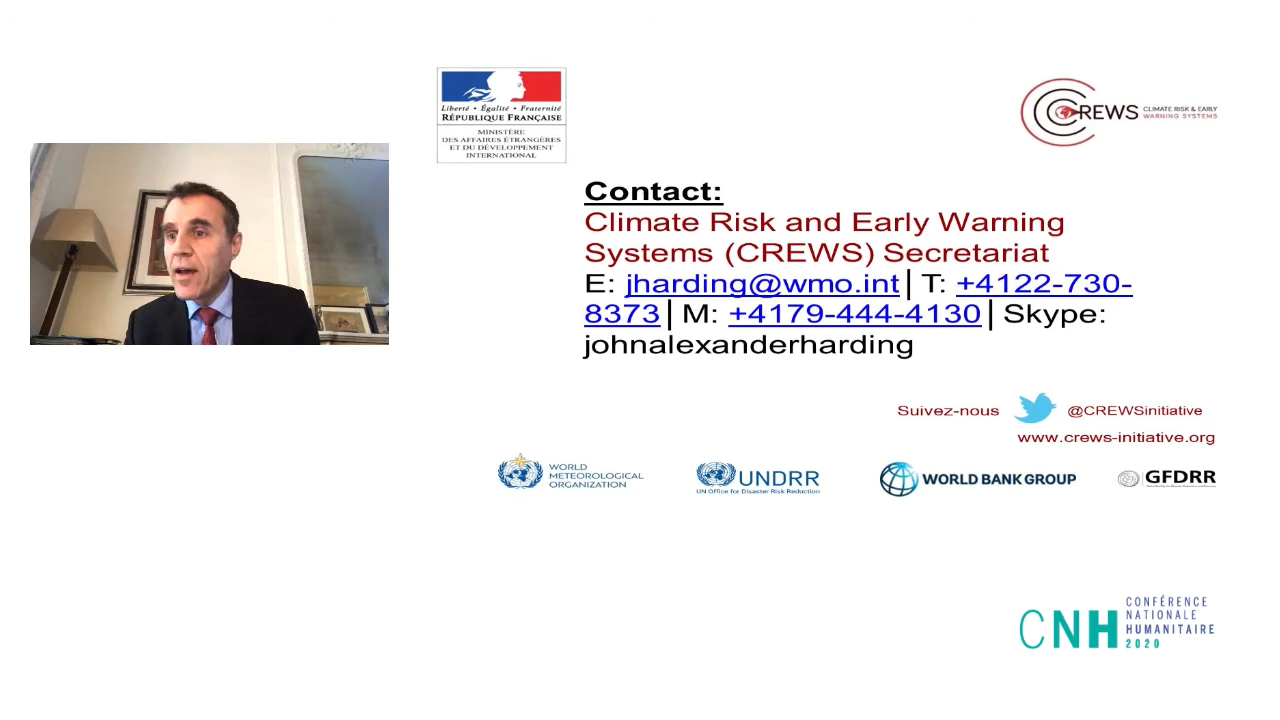 Liberté • Égalité • Fraternité
RÉPUBLIQUE FRANÇAISE
MINISTÈRE
DES AFFAIRES ÉTRANGÈRES
ET DU DÉVELOPPEMENT
INTERNATIONAL
CREWS
CLIMATE RISK & EARLY
WARNING SYSTEMS
Contact:
Climate Risk and Early Warning
Systems (CREWS) Secretariat
E: jharding@wmo.int│T: +4122-730-
8373│M: +4179-444-4130│Skype:
johnalexanderharding
Suivez-nous @CREWSinitiative
www.crews-initiative.org
WORLD
METEOROLOGICAL
ORGANIZATION
UNDRR
UN Office for Disaster Risk Reduction
WORLD BANK GROUP
GFDRR
CNH
CONFÉRENCE
NATIONALE
HUMANITAIRE
2020